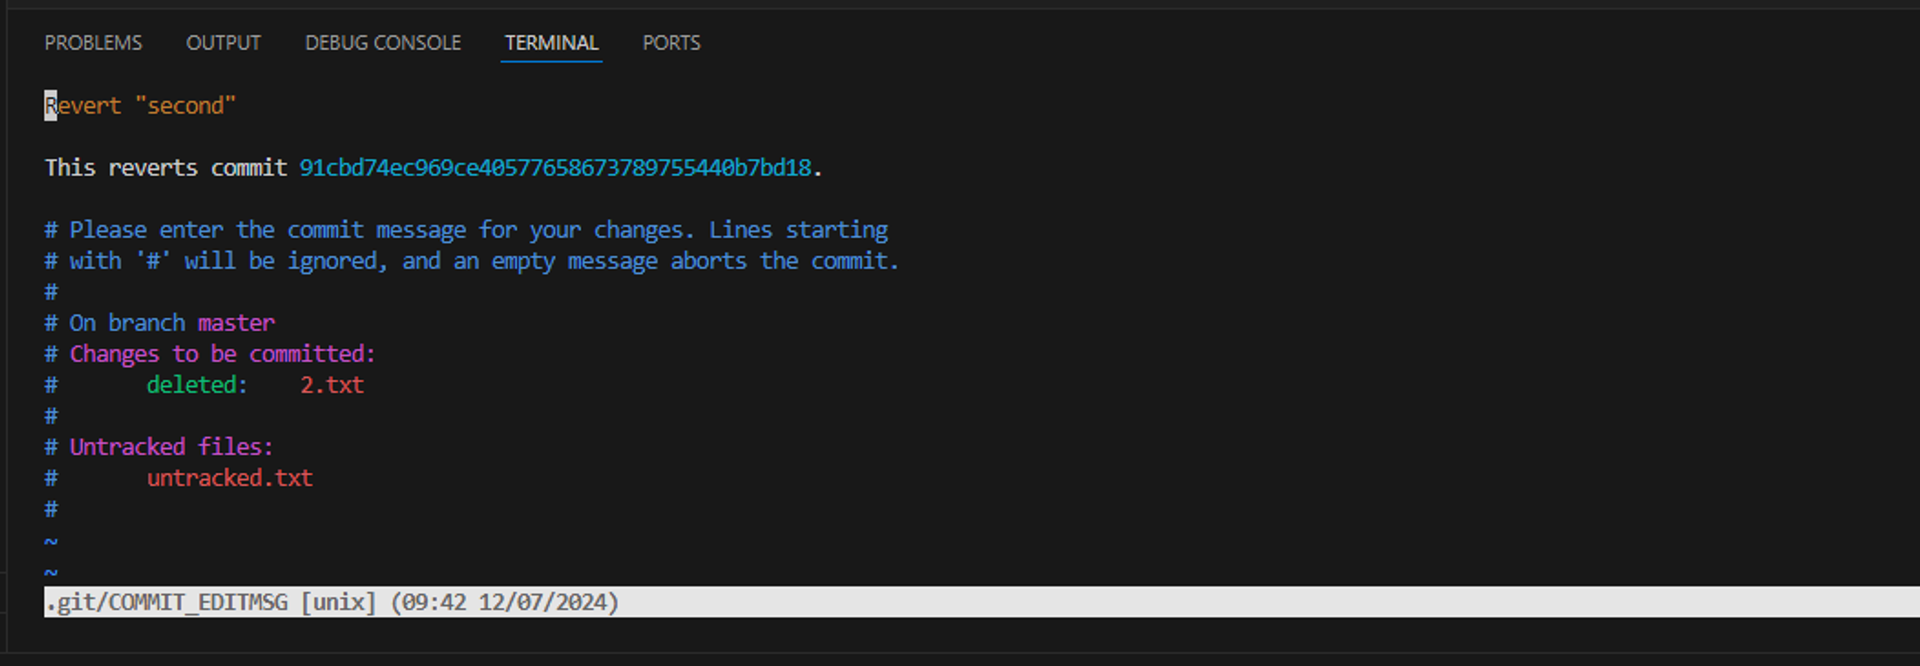 PROBLEMS OUTPUT DEBUG CONSOLE TERMINAL PORTS
Revert "second"
This reverts commit 91cbd74ec969ce40577658673789755440b7bd18.
# Please enter the commit message for your changes. Lines starting
# with '#' will be ignored, and an empty message aborts the commit.
#
# On branch master
# Changes to be committed:
# deleted: 2.txt
#
# Untracked files:
# untracked.txt
#
~
~
.git/COMMIT_EDITMSG [unix] (09:42 12/07/2024)